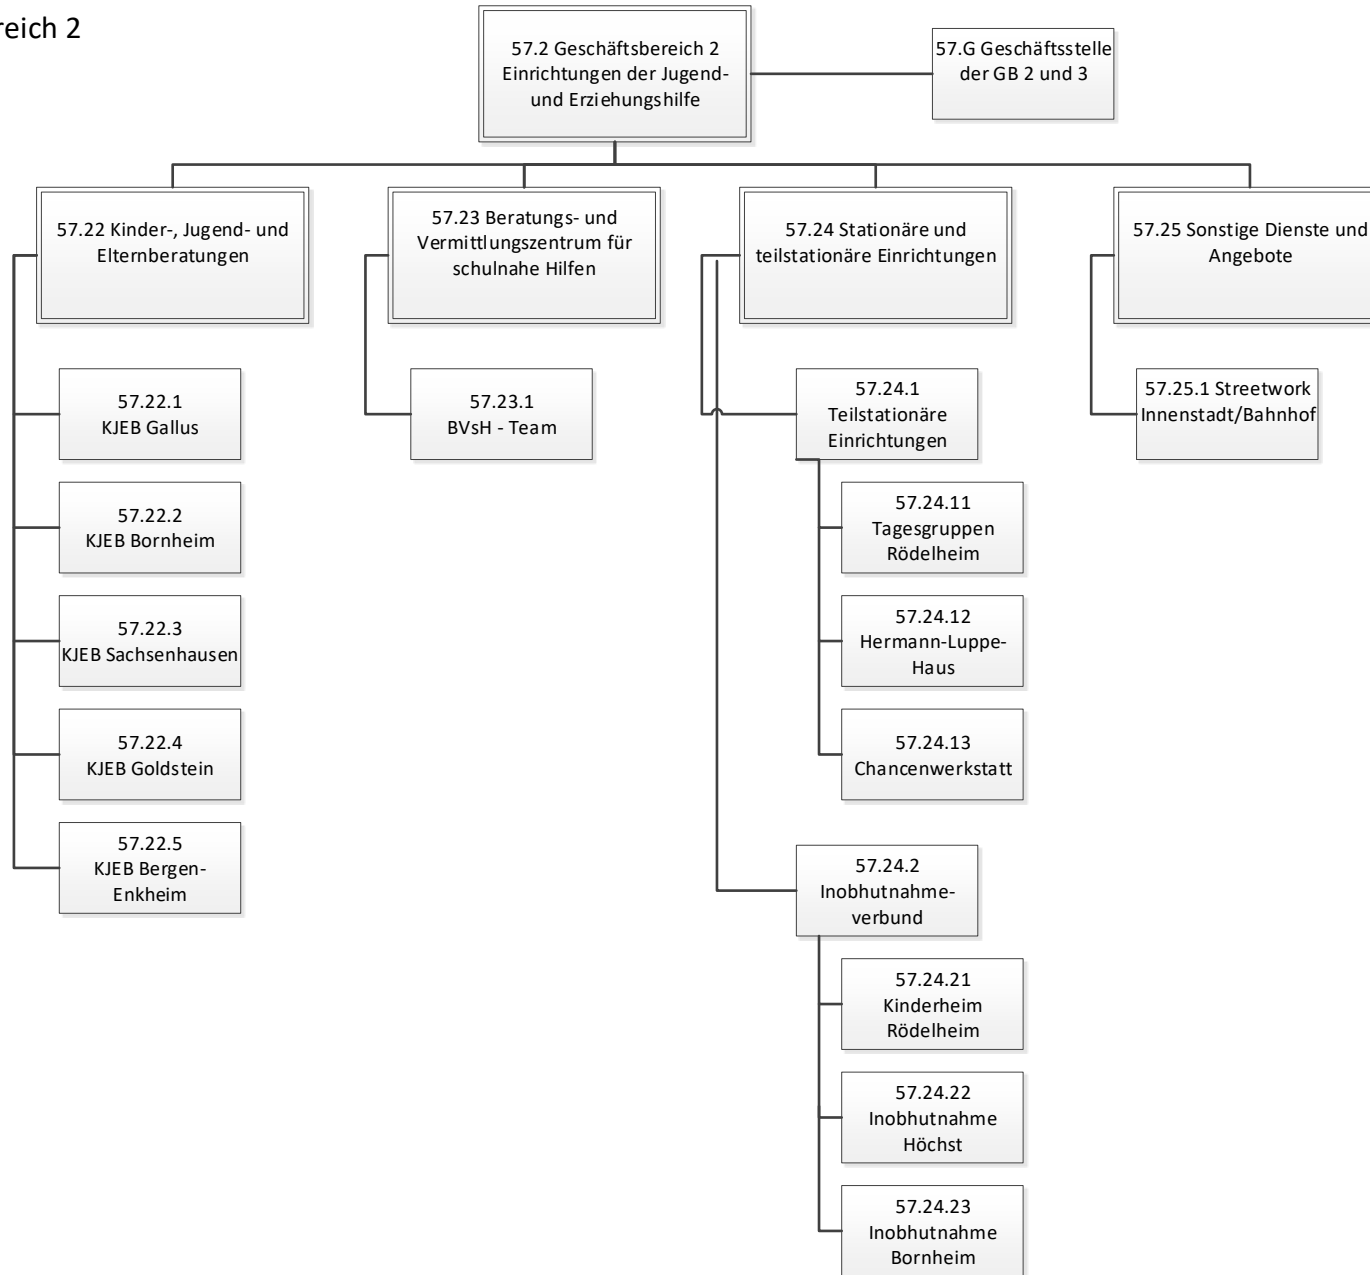 reich 2
57.2 Geschäftsbereich 2
Einrichtungen der Jugend-
und Erziehungshilfe
57.G Geschäftsstelle
der GB 2 und 3
57.22 Kinder-, Jugend- und
Elternberatungen
57.23 Beratungs- und
Vermittlungszentrum für
schulnahe Hilfen
57.24 Stationäre und
teilstationäre Einrichtungen
57.25 Sonstige Dienste und
Angebote
57.22.1
KJEB Gallus
57.22.2
KJEB Bornheim
57.22.3
KJEB Sachsenhausen
57.22.4
KJEB Goldstein
57.22.5
KJEB Bergen-
Enkheim
57.23.1
BVsH - Team
57.24.1
Teilstationäre
Einrichtungen
57.24.11
Tagesgruppen
Rödelheim
57.24.12
Hermann-Luppe-
Haus
57.24.13
Chancenwerkstatt
57.24.2
Inobhutnahme-
verbund
57.24.21
Kinderheim
Rödelheim
57.24.22
Inobhutnahme
Höchst
57.24.23
Inobhutnahme
Bornheim
57.25.1 Streetwork
Innenstadt/Bahnhof